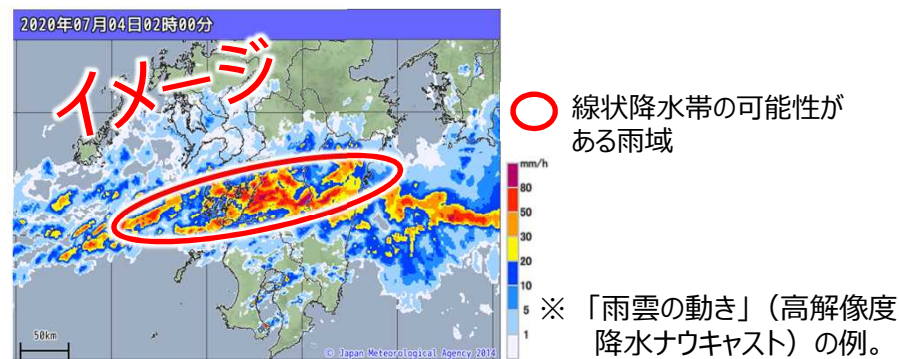 2020年07月04日02時00分
イメージ
線状降水帯の可能性が
ある雨域
mm/h
80
50
30
20
10
5
1
※ 「雨雲の動き」（高解像度
降水ナウキャスト）の例。
50km
© Japan Meteorological Agency 2014